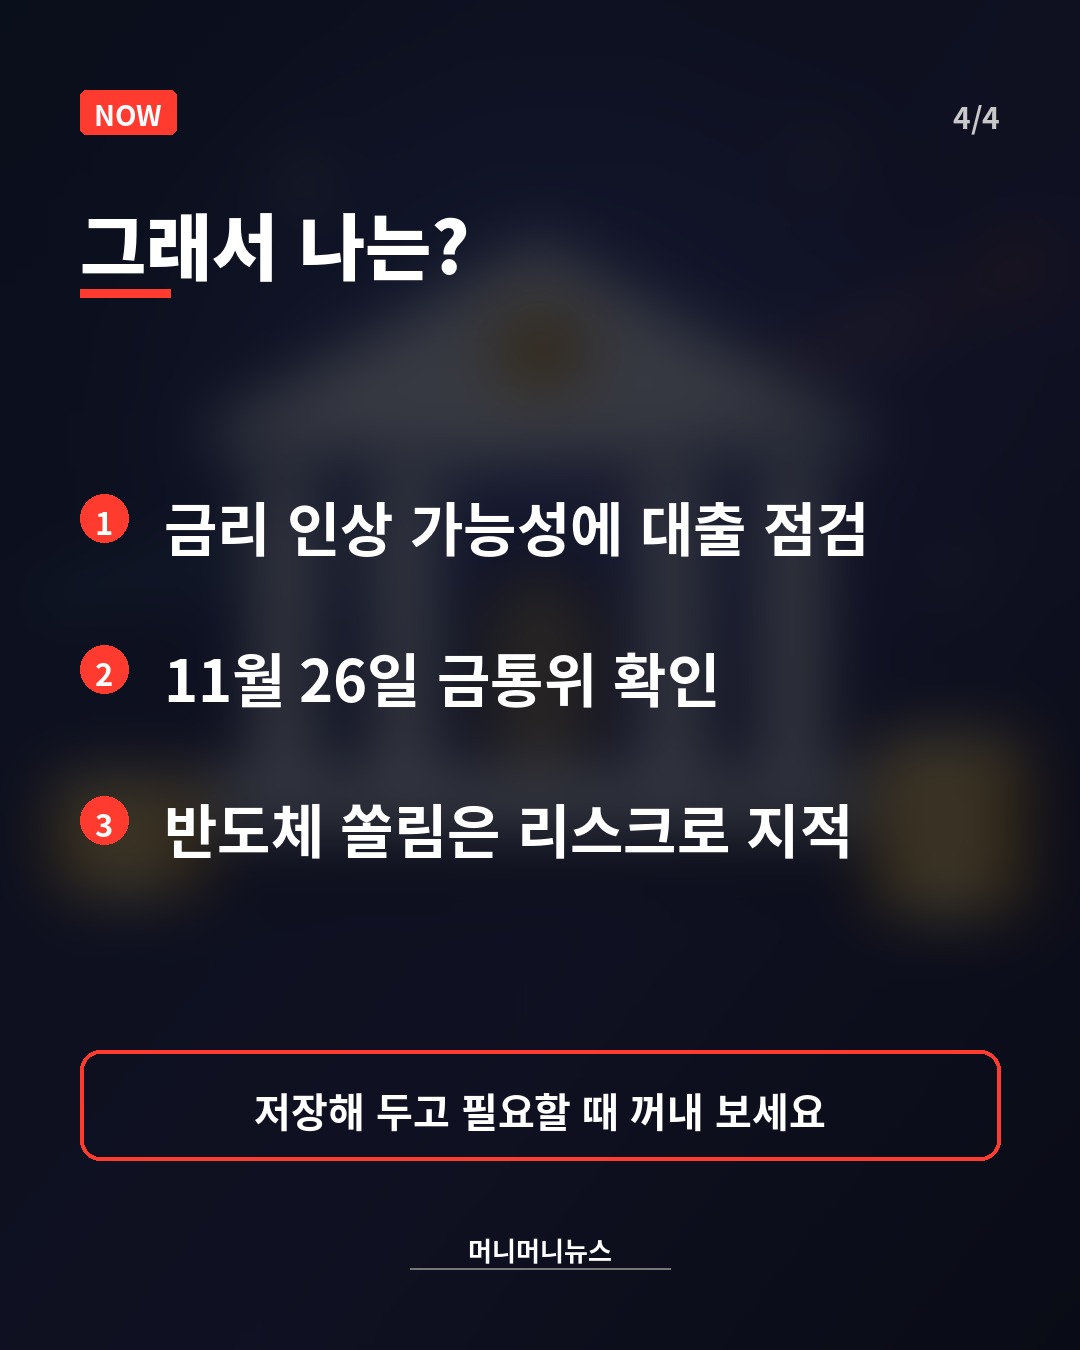 NOW
4/4
그래서 나는?
1 금리 인상 가능성에 대출 점검
2 11월 26일 금통위 확인
3 반도체 쏠림은 리스크로 지적
저장해 두고 필요할 때 꺼내 보세요
머니머니뉴스